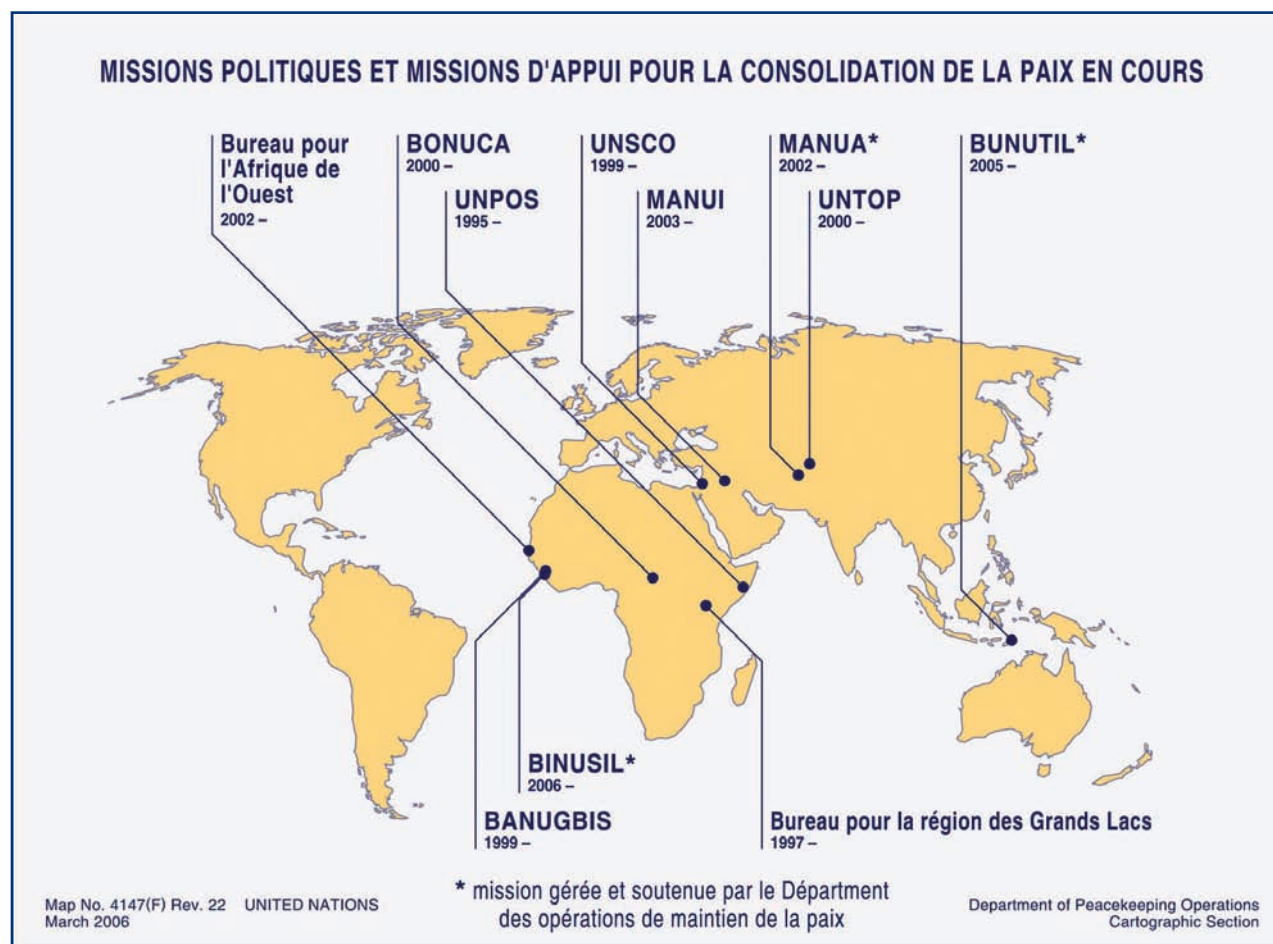 MISSIONS POLITIQUES ET MISSIONS D'APPUI POUR LA CONSOLIDATION DE LA PAIX EN COURS
Bureau pour
l'Afrique de
l'Ouest
2002 –
BONUCA
2000 –
UNPOS
1995 –
UNSCO
1999 –
MANUI
2003 –
MANUA*
2002 –
UNTOP
2000 –
BUNUTIL*
2005 –
BINUSIL*
2006 –
BANUGBIS
1999 –
Bureau pour la région des Grands Lacs
1997 –
* mission gérée et soutenue par le Départment
des opérations de maintien de la paix
Map No. 4147(F) Rev. 22 UNITED NATIONS
March 2006
Department of Peacekeeping Operations
Cartographic Section